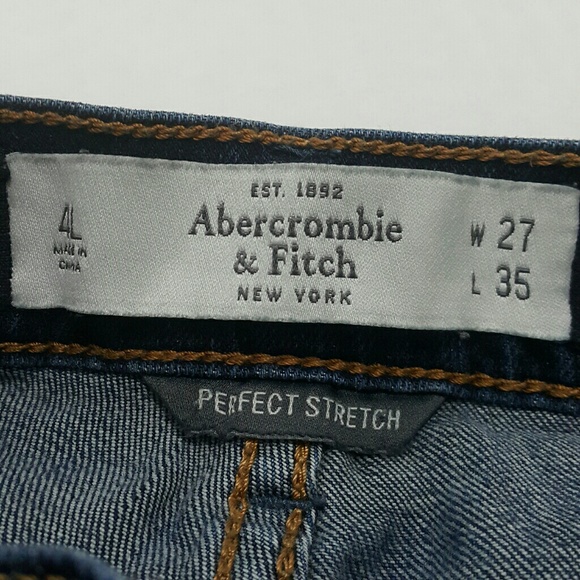 4L
MADE IN
CHINA
EST. 1892
Abercrombie
& Fitch
NEW YORK
W 27
L 35
PERFECT STRETCH